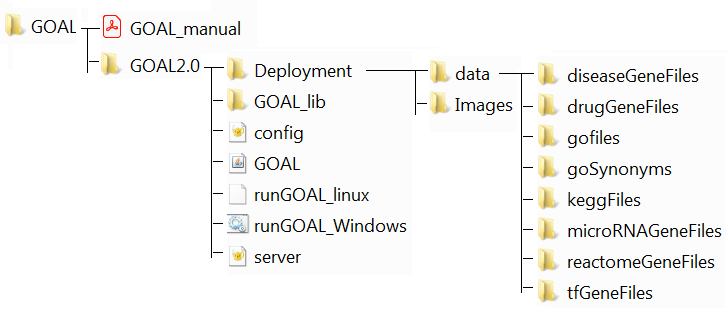 GOAL
GOAL_manual
GOAL2.0
Deployment
GOAL_lib
config
GOAL
runGOAL_linux
runGOAL_Windows
server
data
Images
diseaseGeneFiles
drugGeneFiles
gofiles
goSynonyms
keggFiles
microRNAGeneFiles
reactomeGeneFiles
tfGeneFiles